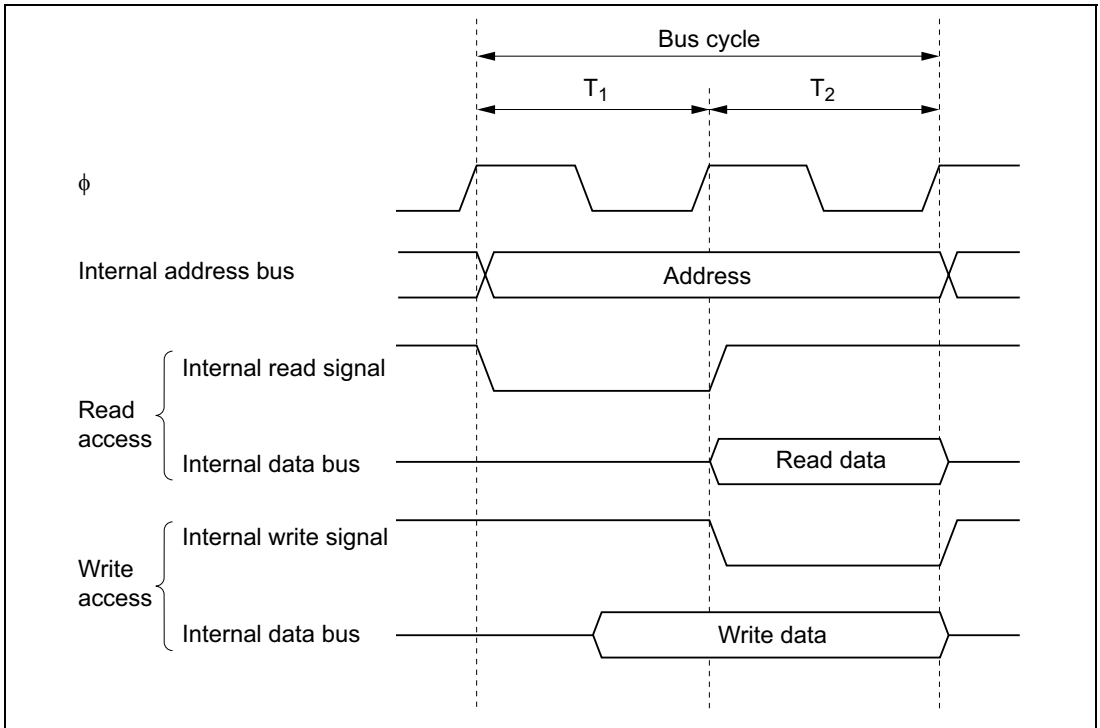 Bus cycle
T1 T2
ϕ
Internal address bus Address
Read
access
Internal read signal
Internal data bus Read data
Write
access
Internal write signal
Internal data bus Write data